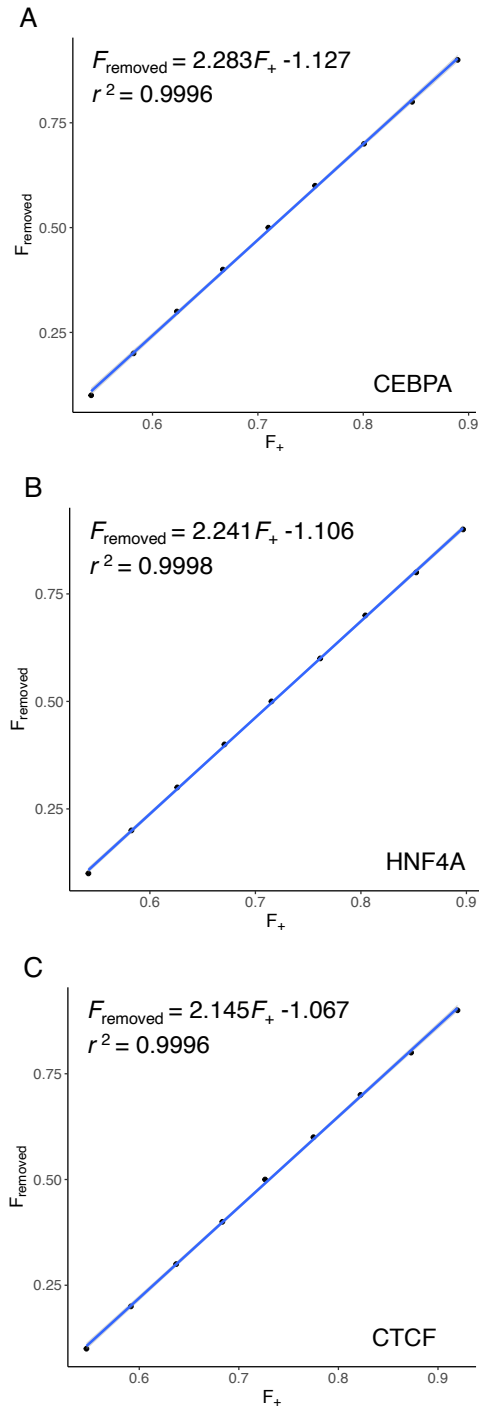 A
F_removed = 2.283F_+ -1.127
r² = 0.9996
0.75
0.50
0.25
F_removed
CEBPA
0.6 0.7 0.8 0.9
F_+
B
F_removed = 2.241F_+ -1.106
r² = 0.9998
0.75
0.50
0.25
F_removed
HNF4A
0.6 0.7 0.8 0.9
F_+
C
F_removed = 2.145F_+ -1.067
r² = 0.9996
0.75
0.50
0.25
F_removed
CTCF
0.6 0.7 0.8 0.9
F_+